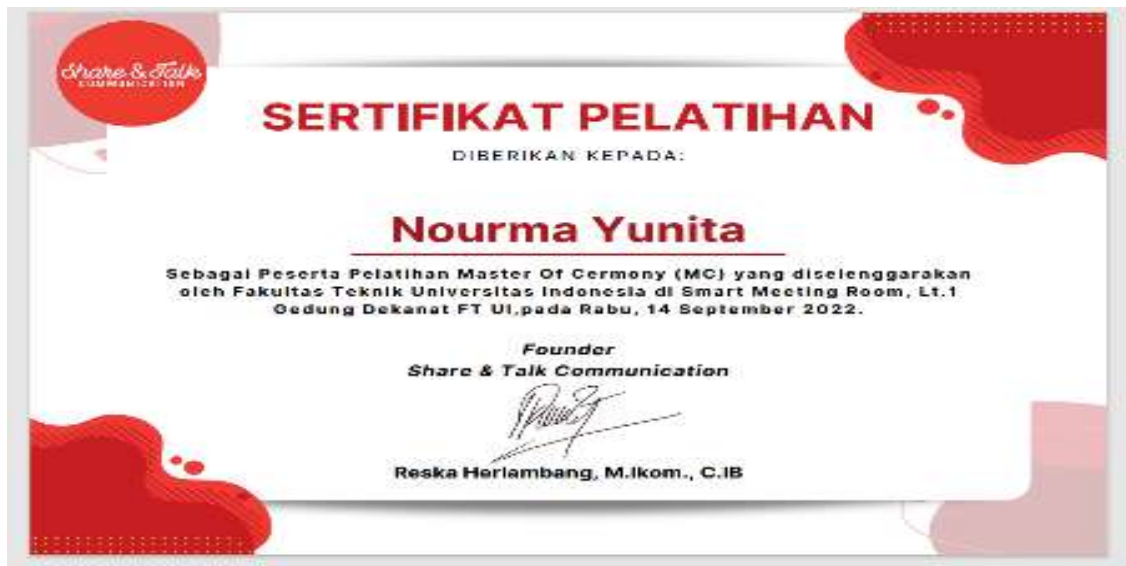 Share & Talk
COMMUNICATION
SERTIFIKAT PELATIHAN
DIBERIKAN KEPADA:
Nourma Yunita
Sebagai Peserta Pelatihan Master Of Cermony (MC) yang diselenggarakan
oleh Fakultas Teknik Universitas Indonesia di Smart Meeting Room, Lt.1
Gedung Dekanat FT UI,pada Rabu, 14 September 2022.
Founder
Share & Talk Communication
Reska Herlambang, M.Ikom., C.IB